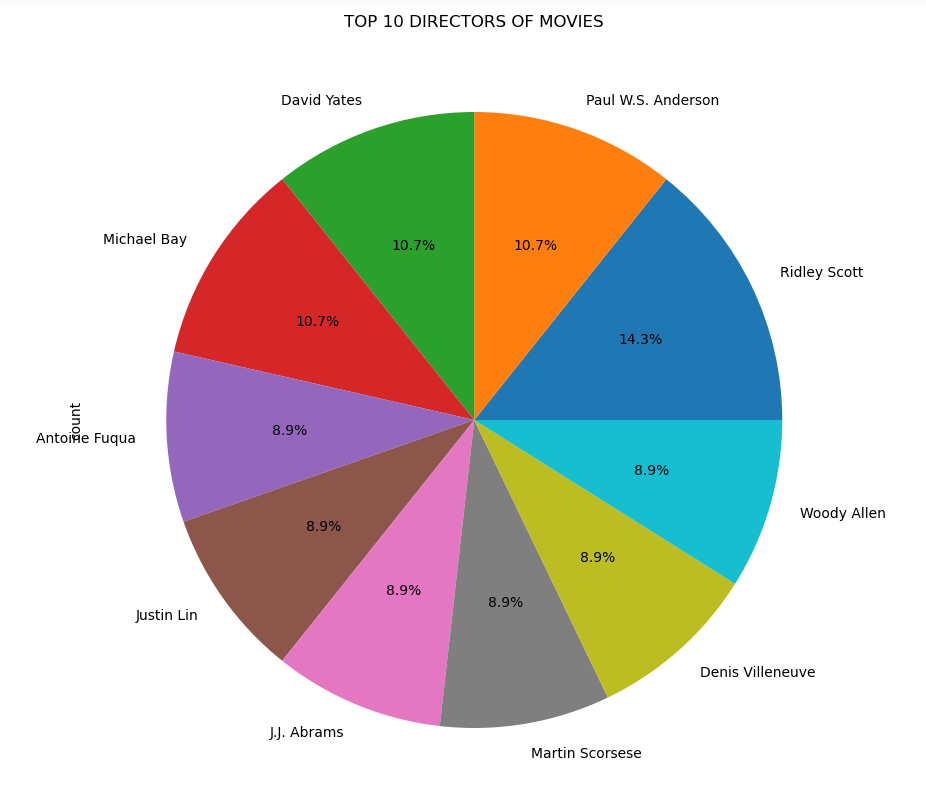 TOP 10 DIRECTORS OF MOVIES
David Yates
Paul W.S. Anderson
Michael Bay
10.7%
10.7%
Ridley Scott
10.7%
14.3%
count
Antoine Fuqua
8.9%
8.9%
Woody Allen
8.9%
8.9%
Justin Lin
8.9%
8.9%
Denis Villeneuve
J.J. Abrams
Martin Scorsese